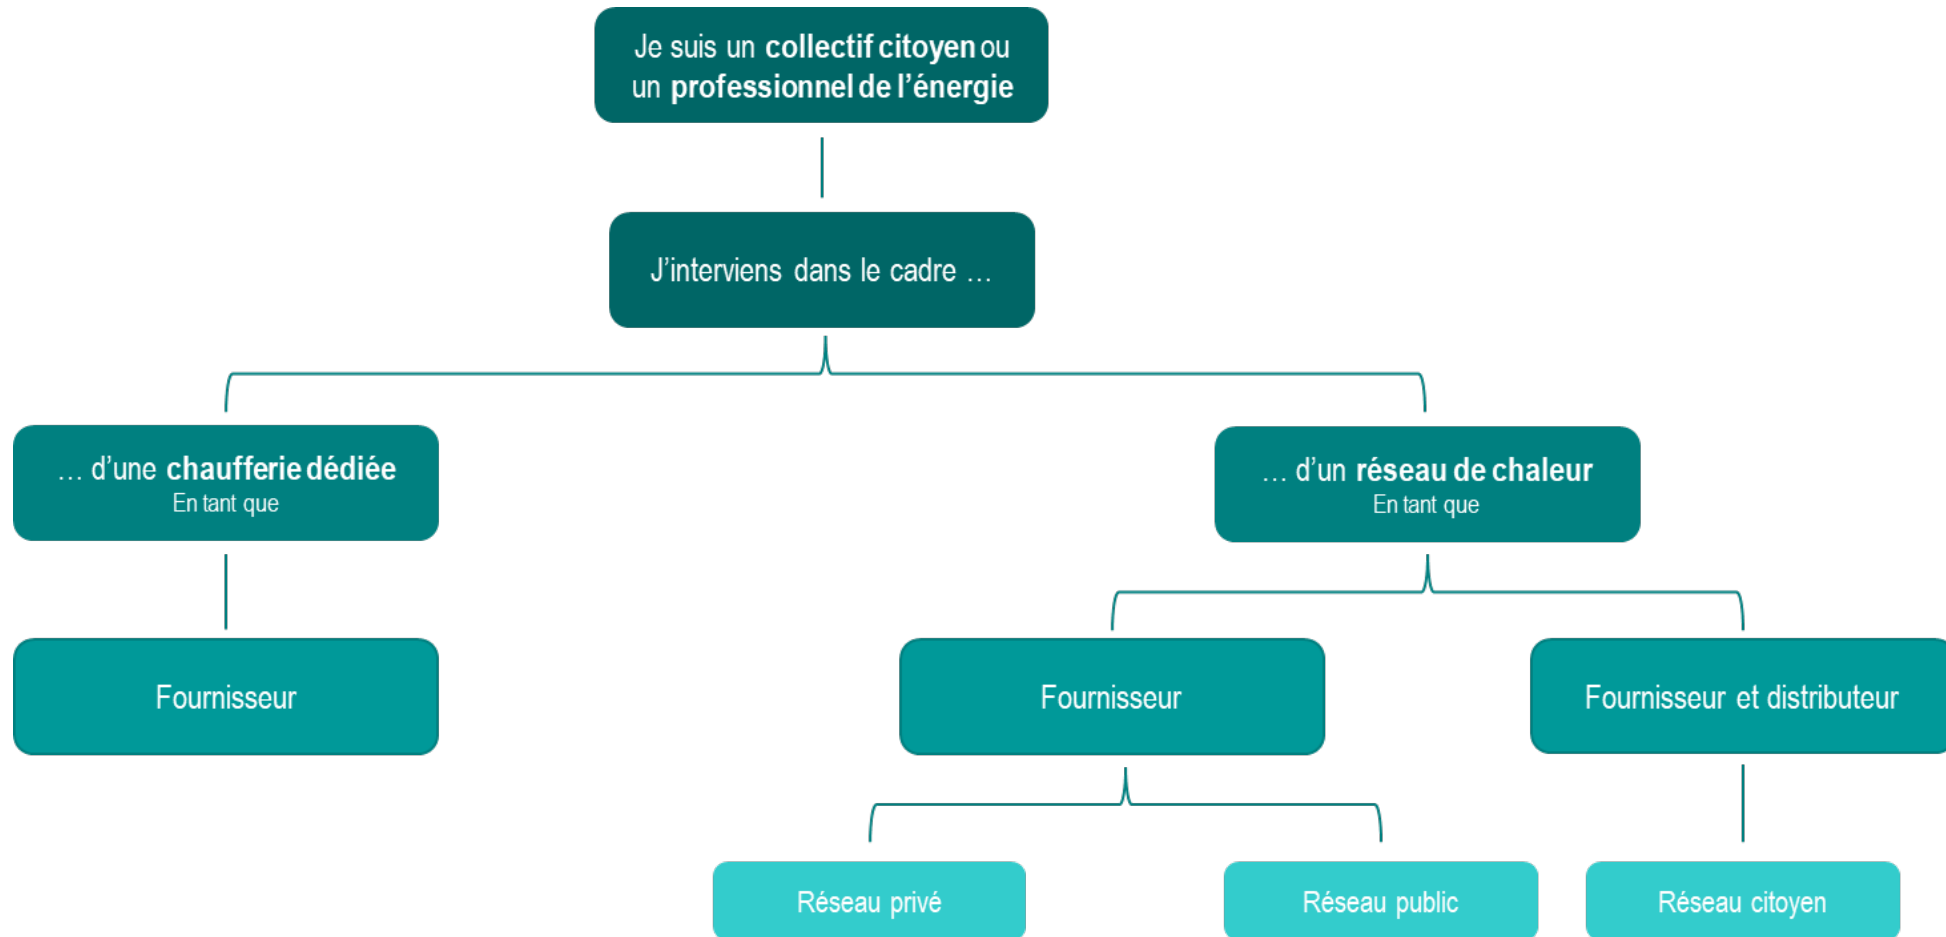 Je suis un collectif citoyen ou
un professionnel de l’énergie
J’interviens dans le cadre …
… d’une chaufferie dédiée
En tant que
… d’un réseau de chaleur
En tant que
Fournisseur
Fournisseur
Fournisseur et distributeur
Réseau privé
Réseau public
Réseau citoyen